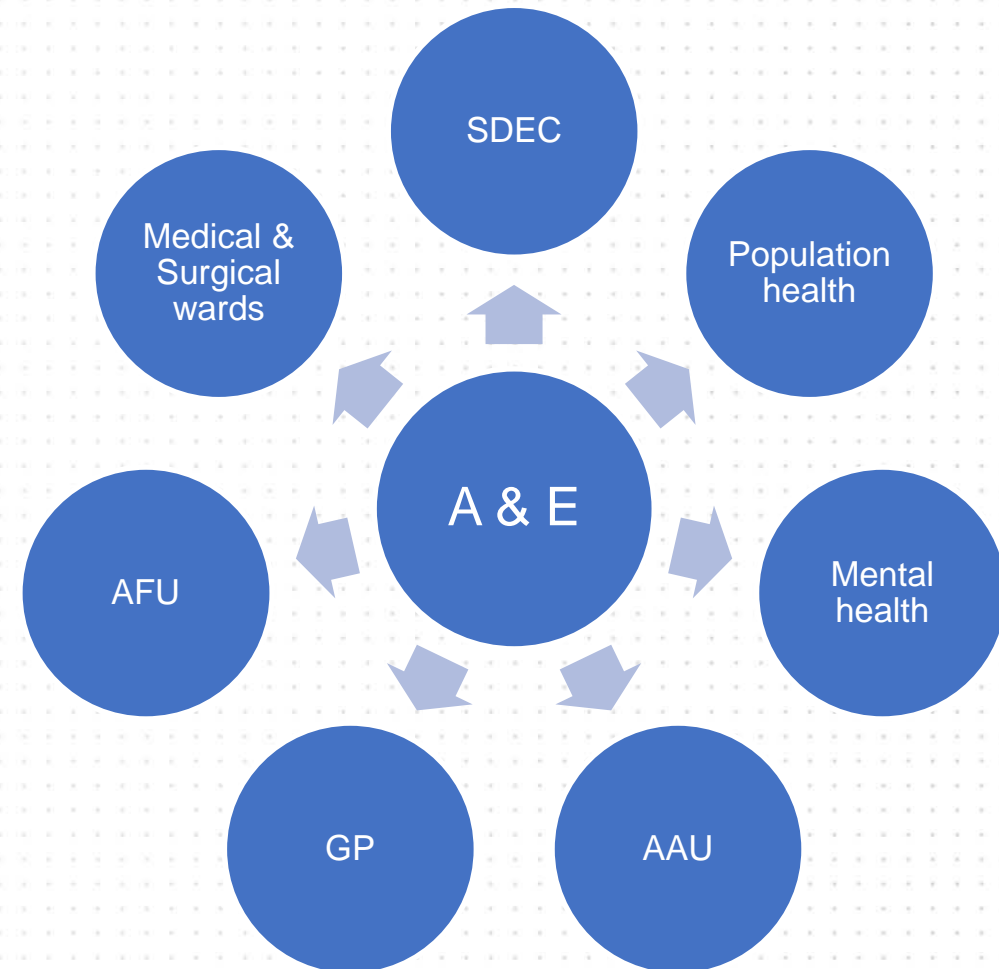 SDEC
Medical &
Surgical
wards
Population
health
A & E
AFU
Mental
health
GP
AAU